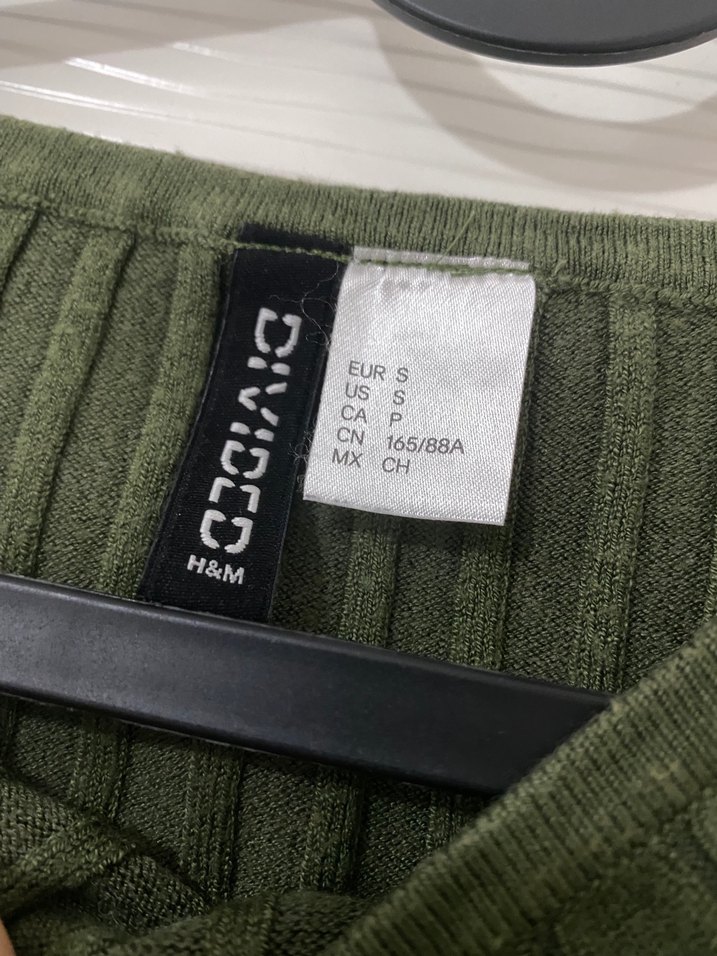 DIVIDED
H&M
EUR S
US S
CA P
CN 165/88A
MX CH